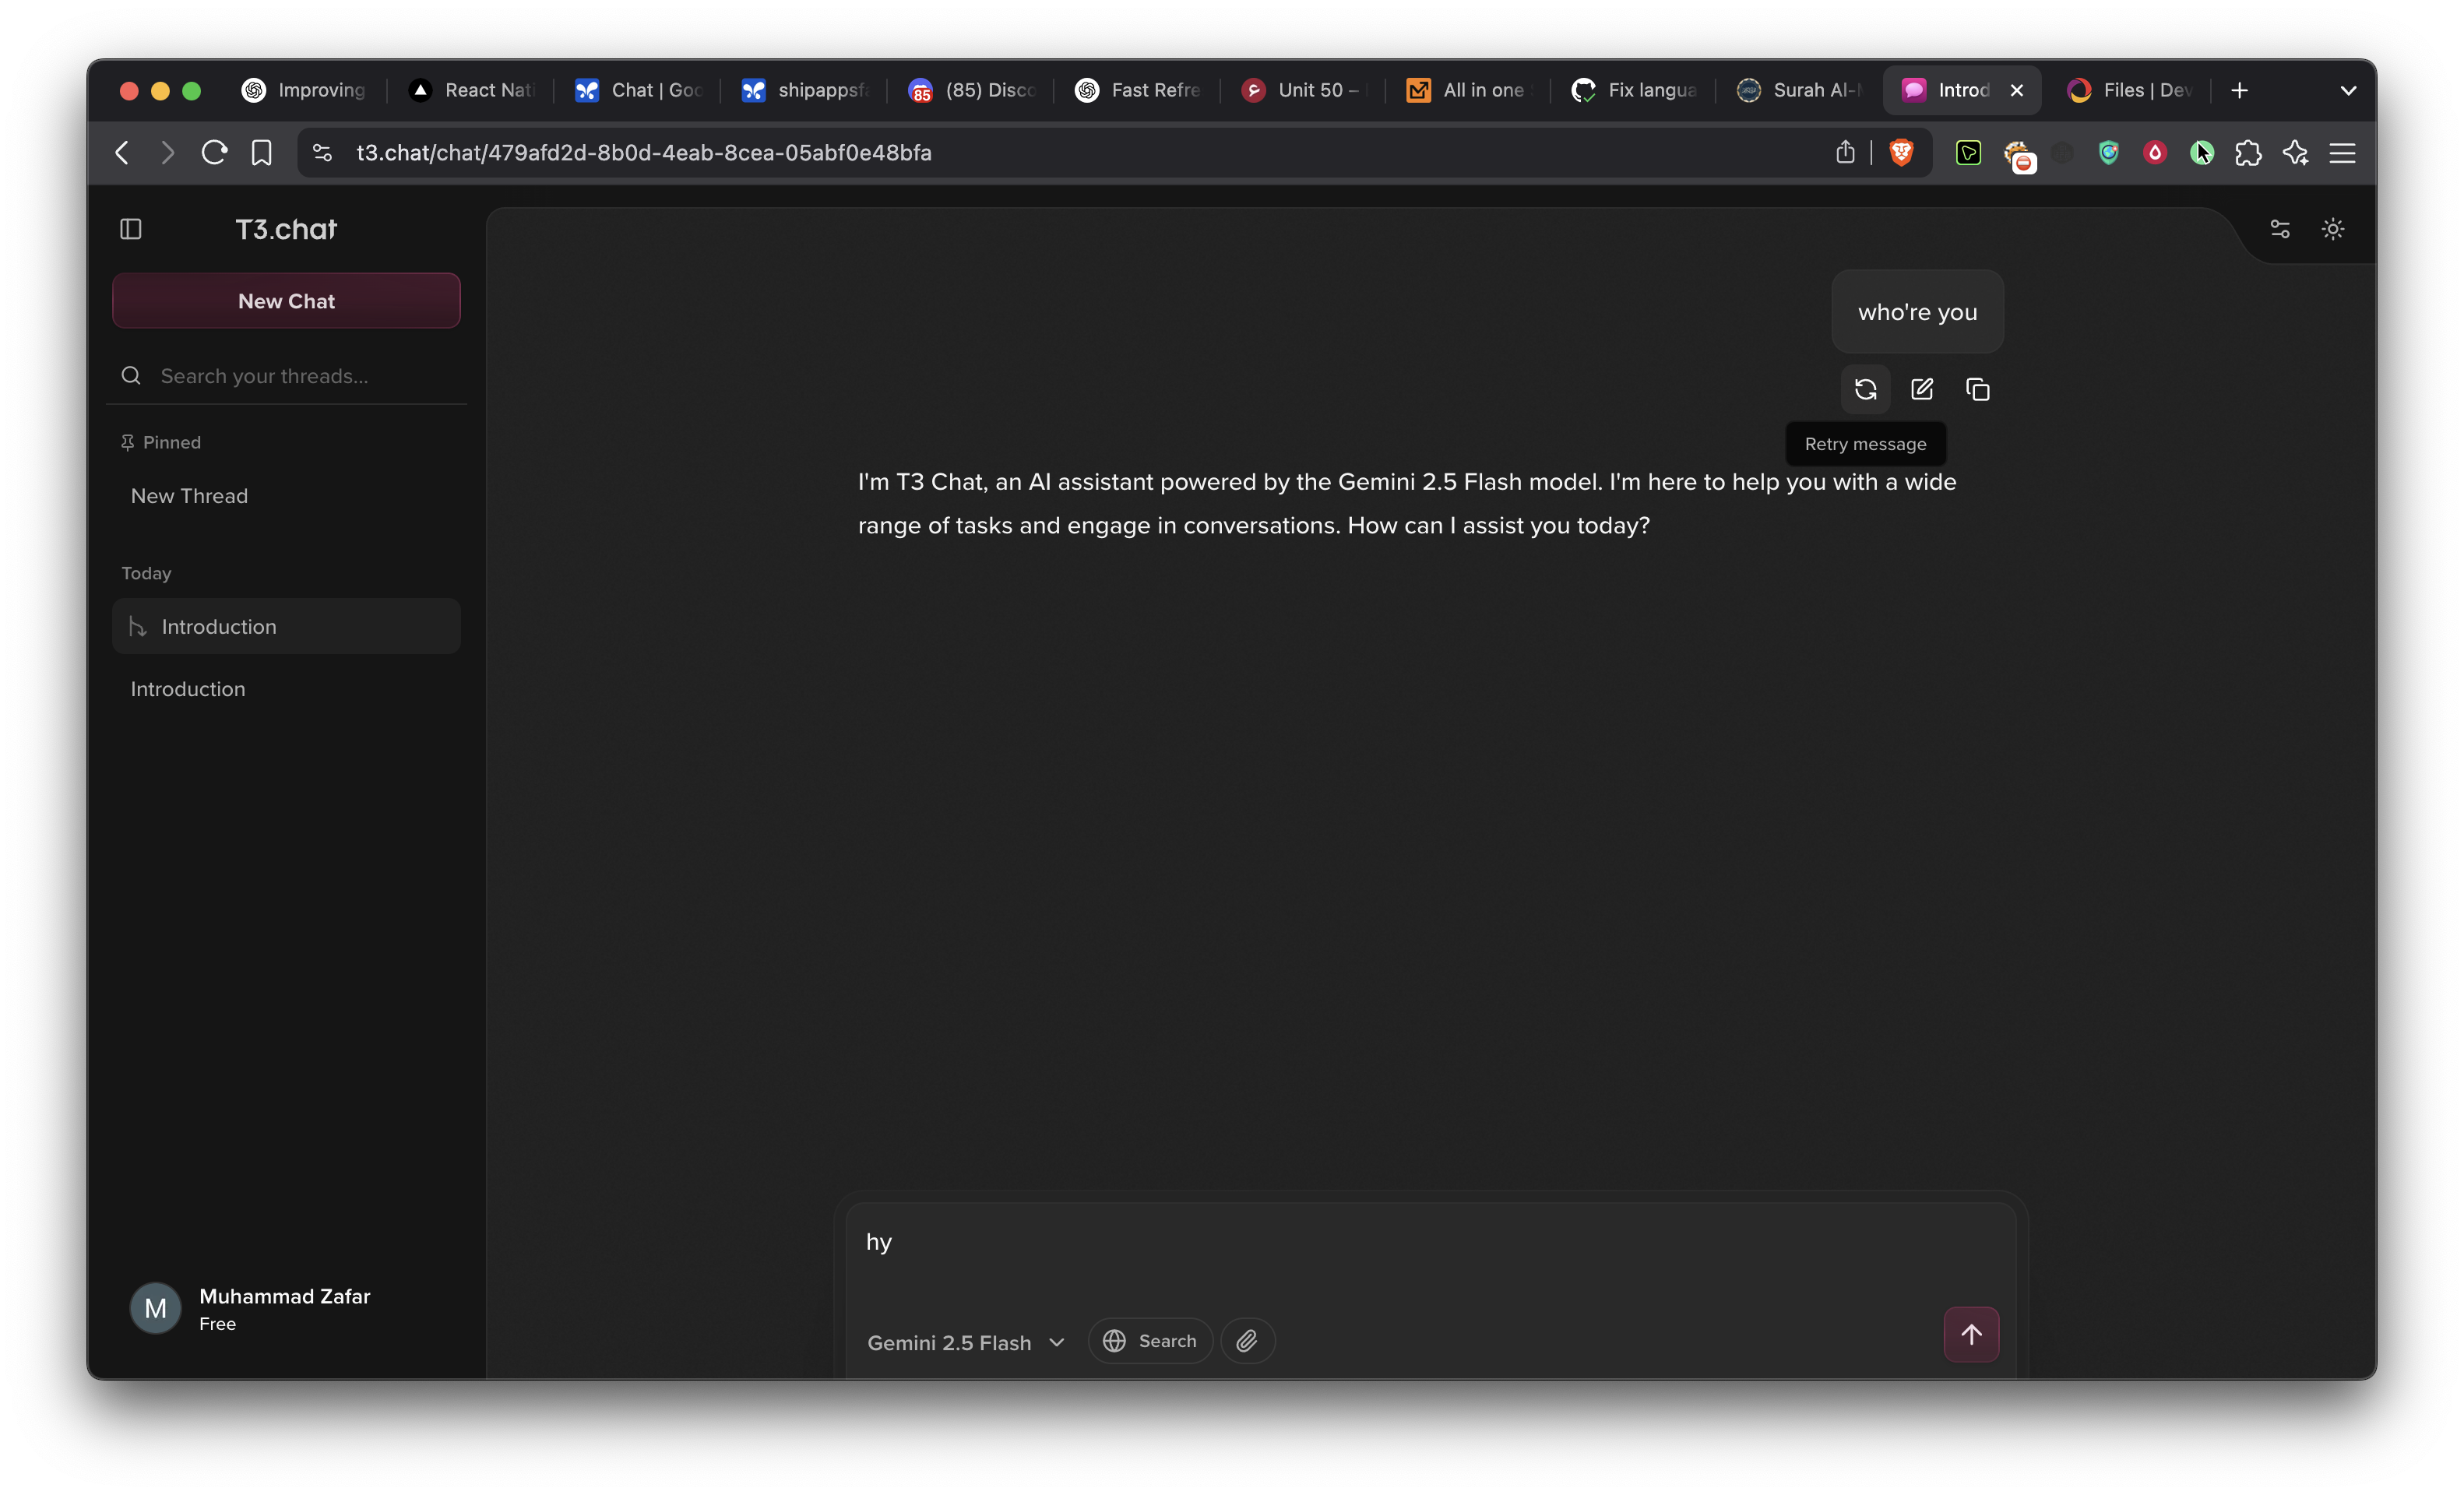 Improving
React Nati
Chat | Goo
shipappsfa
85
(85) Disco
Fast Refre
Unit 50 –
All in one
Fix langua
Surah Al-M
Introd
Files | Dev
t3.chat/chat/479afd2d-8b0d-4eab-8cea-05abf0e48bfa
T3.chat
New Chat
Search your threads...
Pinned
New Thread
Today
Introduction
Introduction
M
Muhammad Zafar
Free
who're you
Retry message
I'm T3 Chat, an AI assistant powered by the Gemini 2.5 Flash model. I'm here to help you with a wide
range of tasks and engage in conversations. How can I assist you today?
hy
Gemini 2.5 Flash
Search